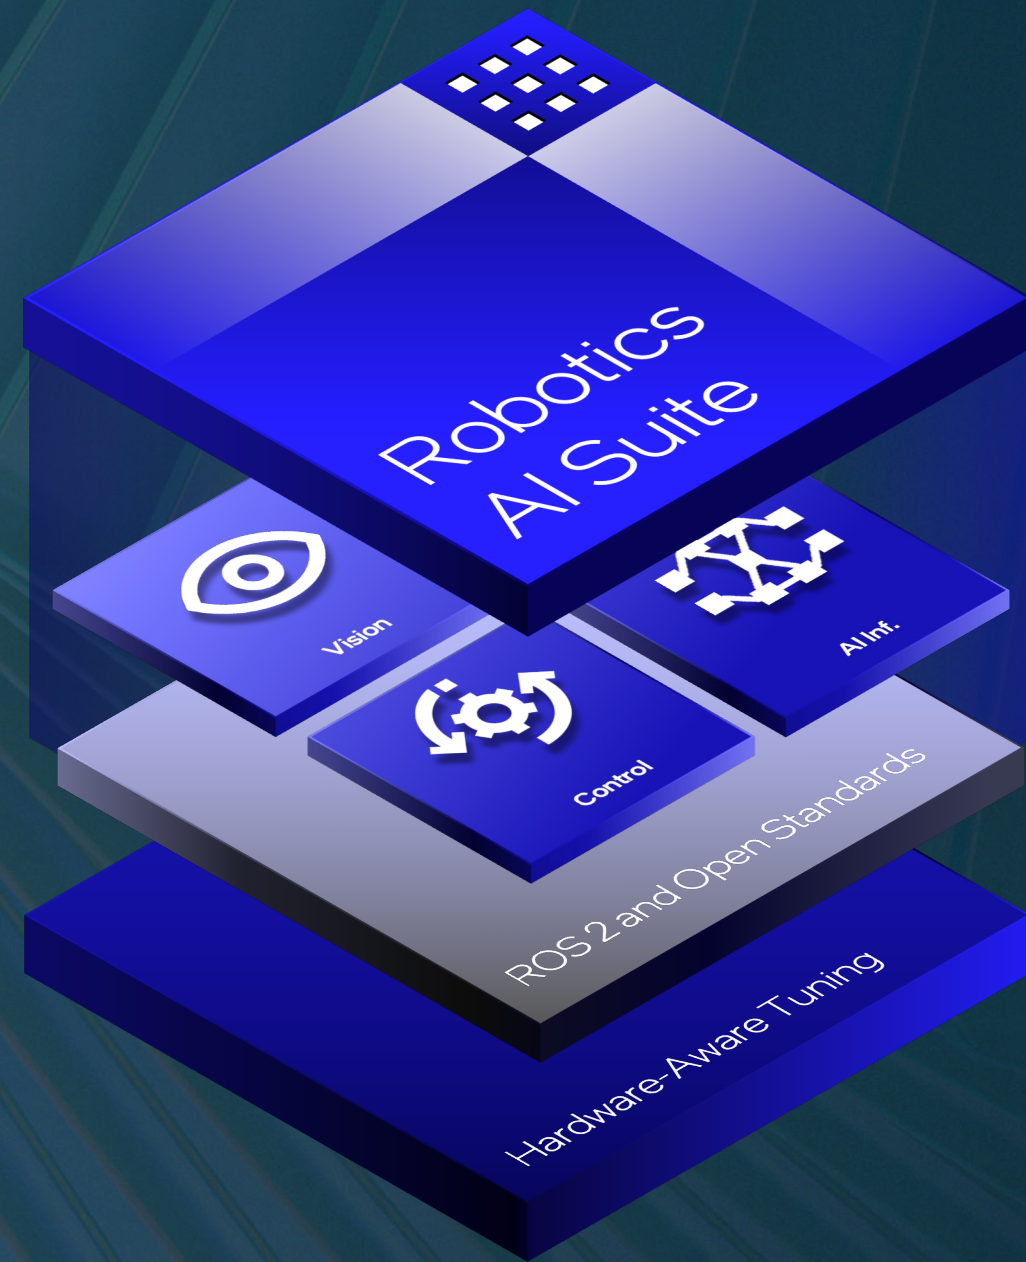 Robotics
AI Suite
Vision
AI Inf.
Control
ROS 2 and Open Standards
Hardware-Aware Tuning